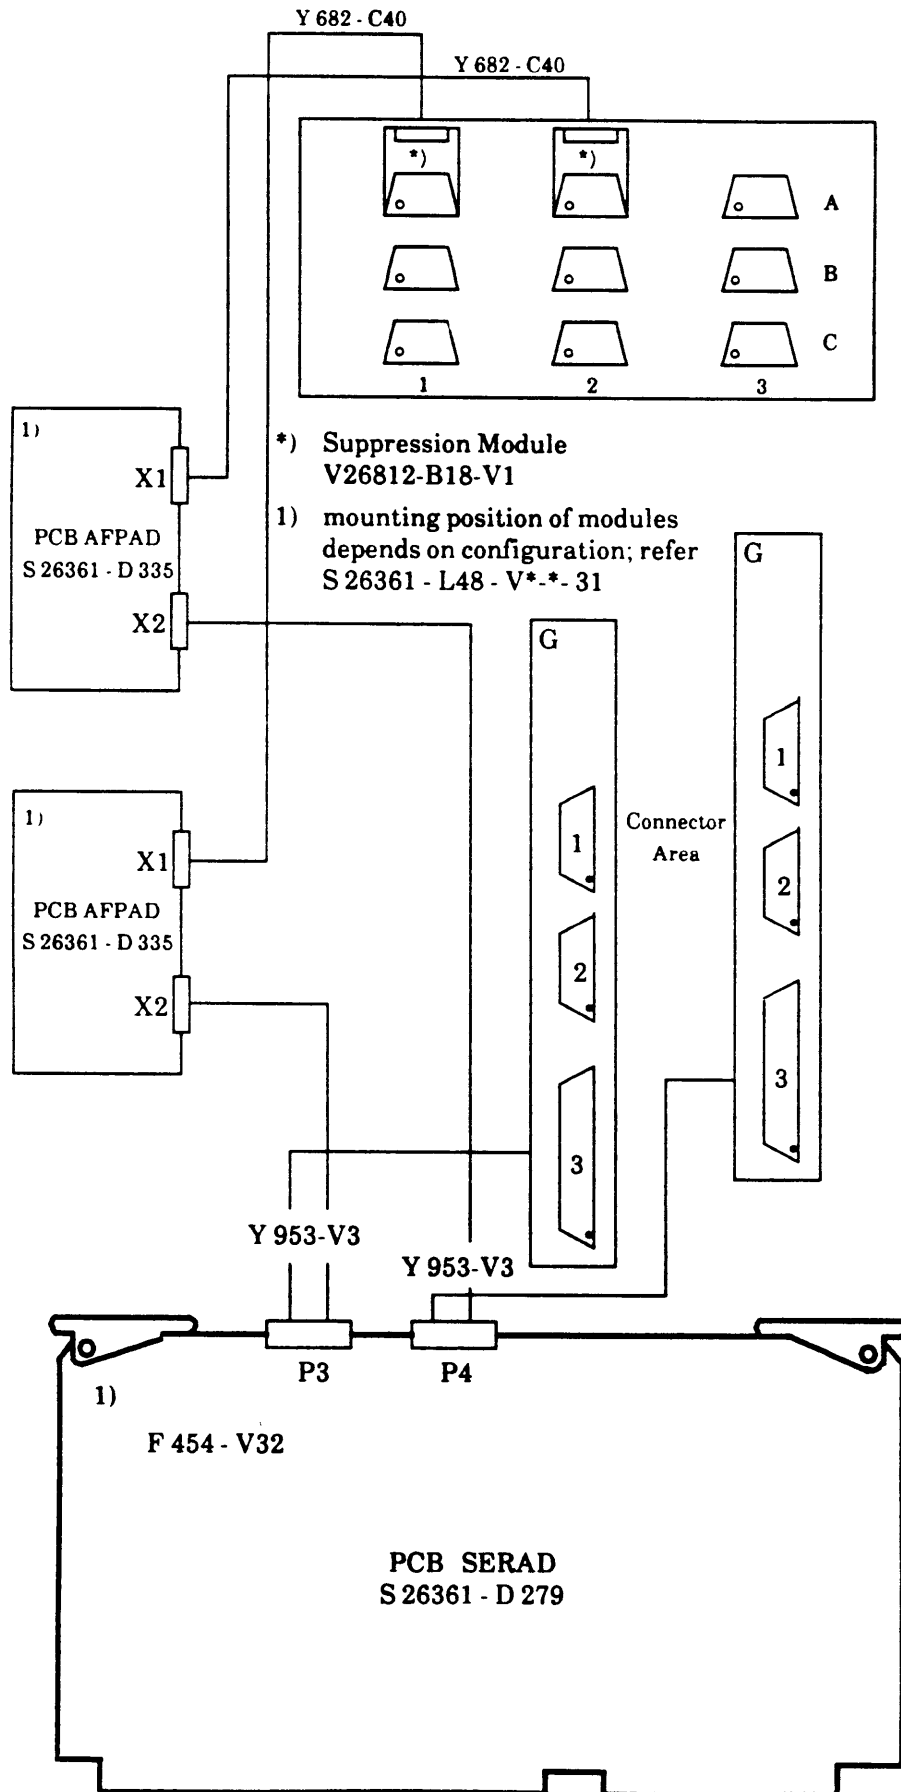 Y 682 - C40
Y 682 - C40
*)
*)
A
B
C
1
2
3
1)
X1
PCB AFPAD
S 26361 - D 335
X2
*) Suppression Module
V26812-B18-V1
1) mounting position of modules
depends on configuration; refer
S 26361 - L48 - V*-*- 31
G
G
1)
X1
PCB AFPAD
S 26361 - D 335
X2
1
2
3
Connector
Area
1
2
3
Y 953-V3
Y 953-V3
P3
P4
1)
F 454 - V32
PCB SERAD
S 26361 - D 279